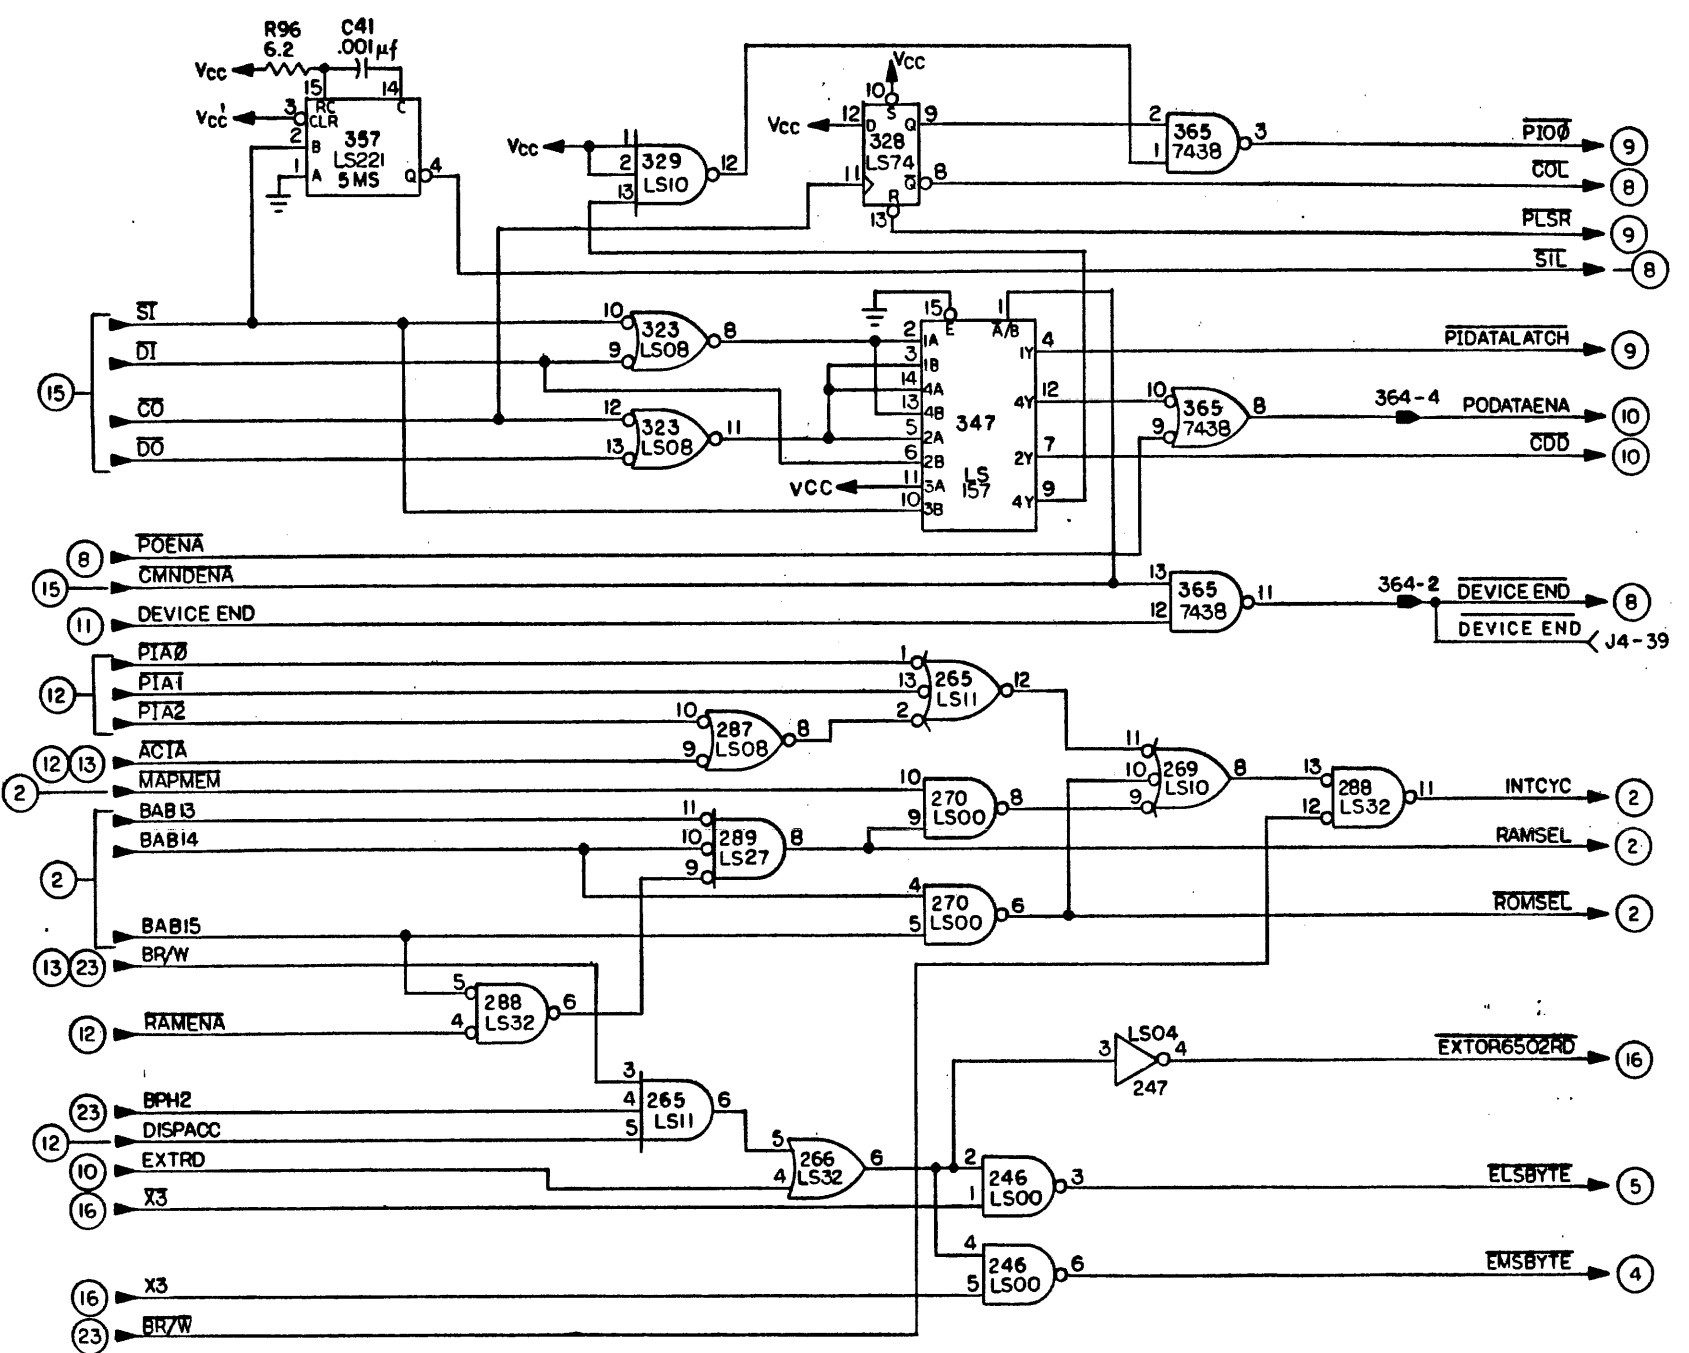 R96
6.2
C41
.001µf
Vcc
15
14
RC
C
Vcc'
3
CLR
2
B
357
LS221
5MS
1
A
Q
4
Vcc
1
2
13
329
LS10
12
Vcc
10
S
Vcc
12
D
Q
9
328
LS74
11
Q̅
8
R
13
2
1
365
7438
3
PIO0
9
COL
8
PLSR
9
SIL
8
15
SI
DI
CO
DO
10
9
323
LS08
8
12
13
323
LS08
11
15
E
1
A/B
2
1A
3
1B
14
4A
13
4B
5
2A
6
2B
VCC
11
3A
10
3B
347
LS
157
1Y
4
4Y
12
2Y
7
4Y
9
PIDATALATCH
9
10
9
365
7438
8
364-4
PODATAENA
10
CDD
10
8
POENA
15
CMNDENA
11
DEVICE END
13
12
365
7438
11
364-2
DEVICE END
8
DEVICE END
J4-39
12
PIA0
PIA1
PIA2
12
13
ACIA
2
MAPMEM
1
13
2
265
LS11
12
10
9
287
LS08
8
2
BAB13
BAB14
BAB15
11
10
9
289
LS27
8
10
9
270
LS00
8
4
5
270
LS00
6
11
10
9
269
LS10
8
13
12
288
LS32
11
INTCYC
2
RAMSEL
2
ROMSEL
2
13
23
BR/W
12
RAMENA
5
4
288
LS32
6
23
BPH2
12
DISPACC
10
EXTRD
16
X3
3
4
5
265
LS11
6
5
4
266
LS32
6
3
LS04
4
247
EXTOR6502RD
16
2
1
246
LS00
3
ELSBYTE
5
4
5
246
LS00
6
EMSBYTE
4
16
X3
23
BR/W